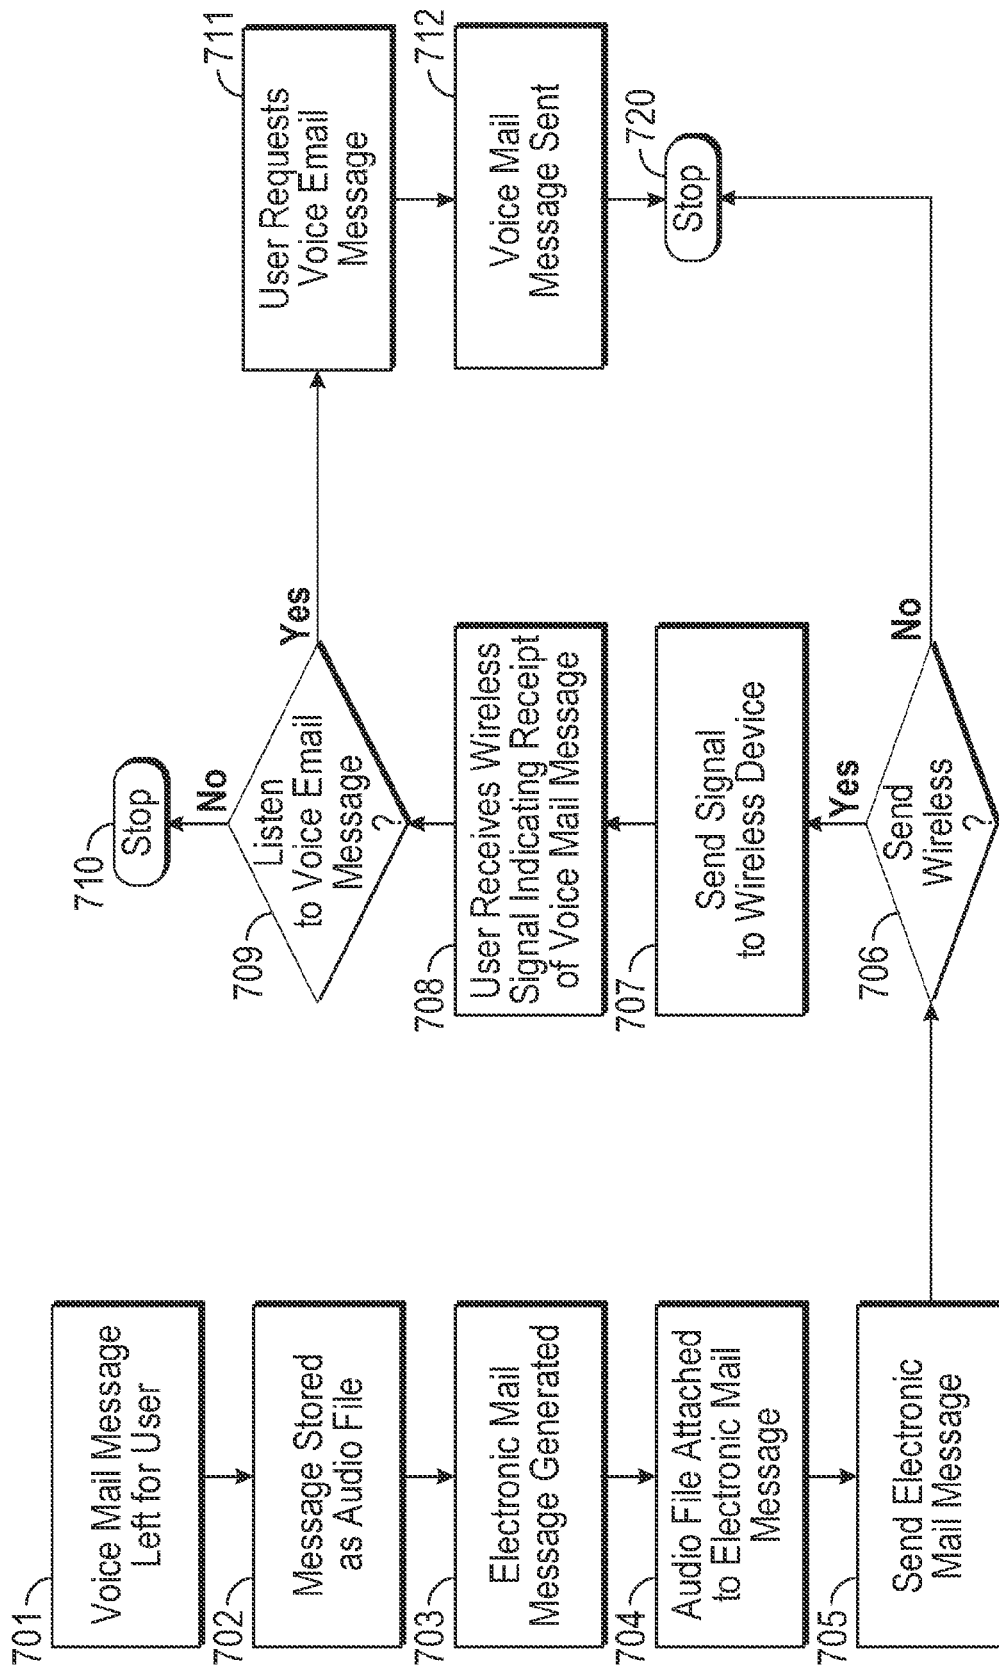 701
Voice Mail Message
Left for User
702
Message Stored
as Audio File
703
Electronic Mail
Message Generated
704
Audio File Attached
to Electronic Mail
Message
705
Send Electronic
Mail Message
706
Send
Wireless
?
Yes
No
707
Send Signal
to Wireless Device
708
User Receives Wireless
Signal Indicating Receipt
of Voice Mail Message
709
Listen
to Voice Email
Message
?
No
Yes
710
Stop
711
User Requests
Voice Email
Message
712
Voice Mail
Message Sent
720
Stop